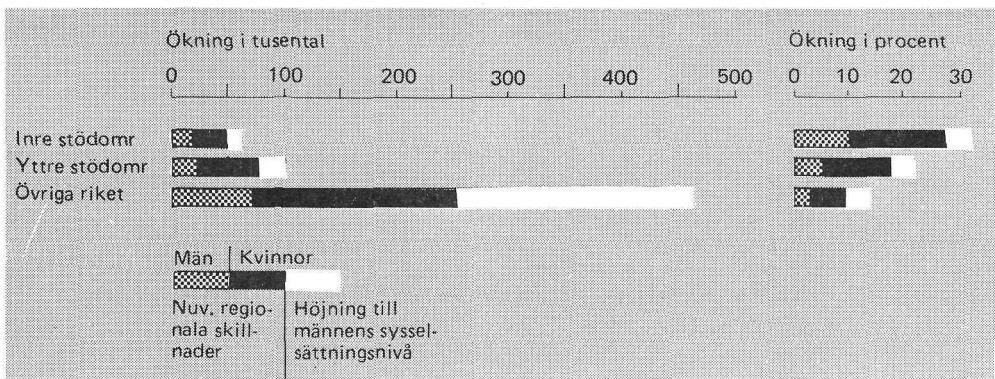 Ökning i tusental
Ökning i procent
0 100 200 300 400 500
0 10 20 30
Inre stödomr
Yttre stödomr
Övriga riket
Män Kvinnor
Nuv. regio-
nala skill-
nader
Höjning till
männens syssel-
sättningsnivå